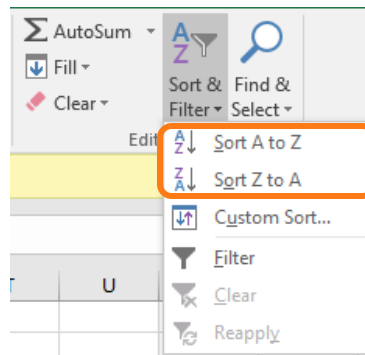 AutoSum
Fill
Clear
Sort &
Filter
Find &
Select
Edit
Sort A to Z
Sort Z to A
Custom Sort...
Filter
Clear
Reapply
U